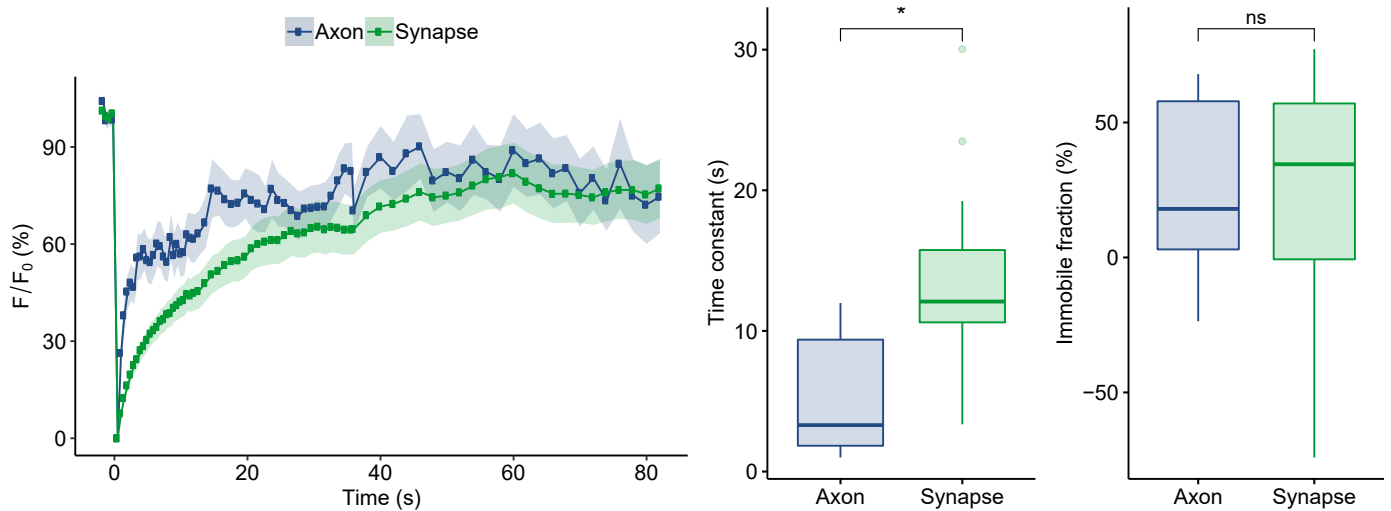 Axon Synapse
F/F₀ (%)
90
60
30
0
0 20 40 60 80
Time (s)
*
Time constant (s)
30
20
10
0
Axon Synapse
ns
Immobile fraction (%)
50
0
−50
Axon Synapse